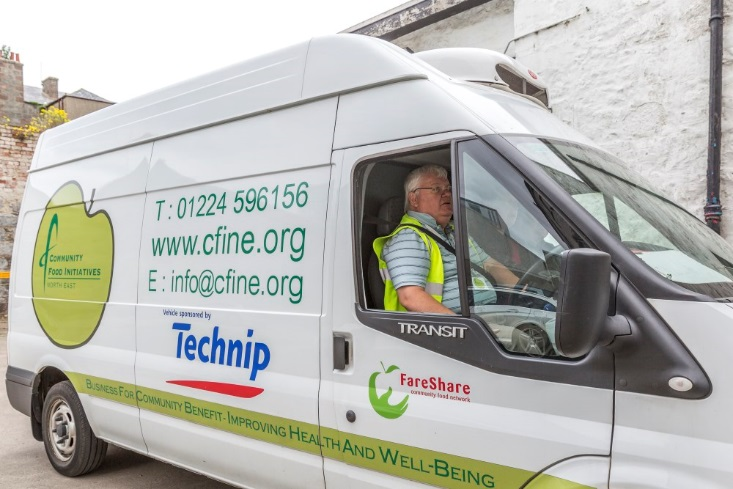 Community
Food Initiatives
North East
T : 01224 596156
www.cfine.org
E : info@cfine.org
Vehicle sponsored by
Technip
TRANSIT
FareShare
community food network
Business For Community Benefit - Improving Health And Well-Being